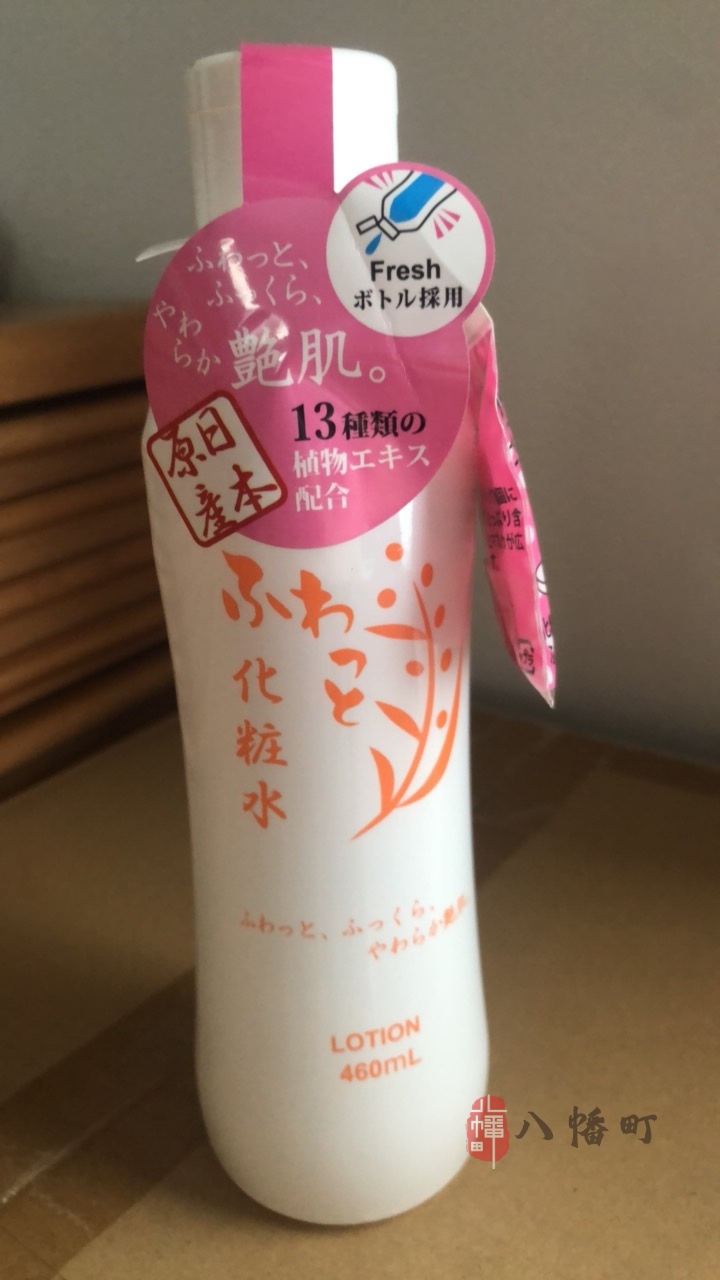 ふわっと、
ふっくら、
やわらか
艶肌。
Fresh
ボトル採用
13種類の
植物エキス
配合
日本
原産
ふわっと
化粧水
ふわっと、ふっくら、
やわらか艶肌
LOTION
460mL
八幡町
八幡町